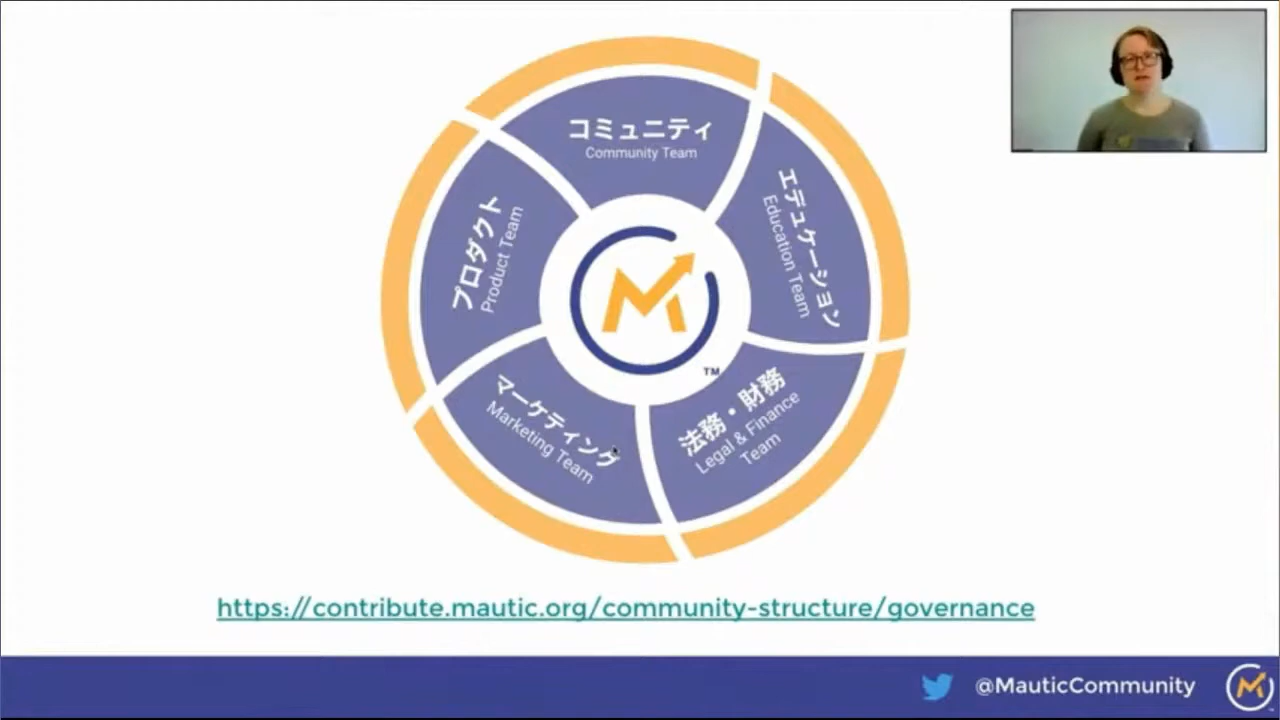 コミュニティ
Community Team
エデュケーション
Education Team
プロダクト
Product Team
マーケティング
Marketing Team
法務・財務
Legal & Finance
Team
TM
https://contribute.mautic.org/community-structure/governance
@MauticCommunity